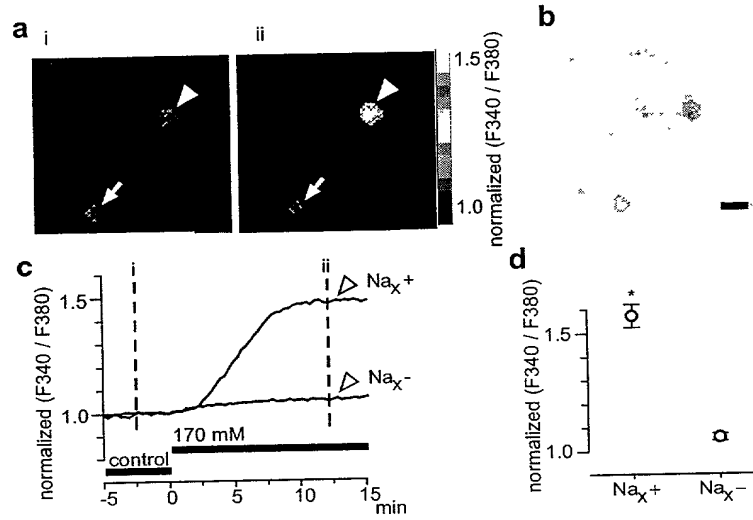 a
i
ii
1.5
1.0
normalized (F340 / F380)
b
c
normalized (F340 / F380)
1.5
1.0
i
ii
Nax+
Nax−
170 mM
control
-5
0
5
10
15
min
d
normalized (F340 / F380)
1.5
1.0
*
Nax+
Nax−